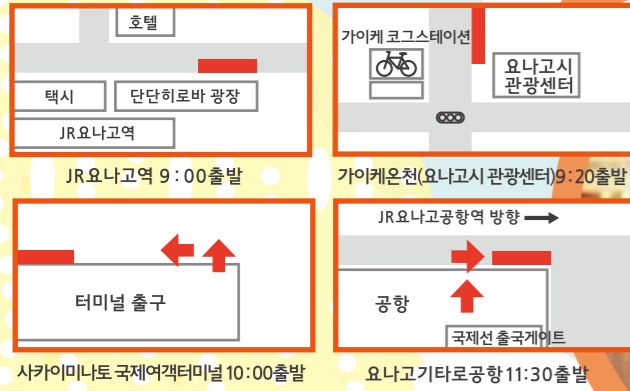 호텔
택시
단단히로바 광장
JR요나고역
JR요나고역 9:00출발
가이케 코그스테이션
요나고시
관광센터
가이케온천(요나고시 관광센터)9:20출발
터미널 출구
사카이미나토 국제여객터미널 10:00출발
JR요나고공항역 방향
공항
국제선 출국게이트
요나고기타로공항 11:30출발